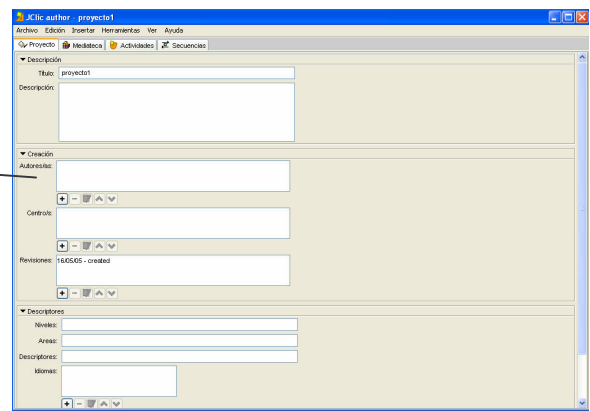 JClic author - proyecto1
Archivo Edición Insertar Herramientas Ver Ayuda
Proyecto Mediateca Actividades Secuencias
Descripción
Título: proyecto1
Descripción:
Creación
Autores/as:
Centro/s:
Revisiones: 16/05/05 - created
Descriptores
Niveles:
Areas:
Descriptores:
Idiomas: